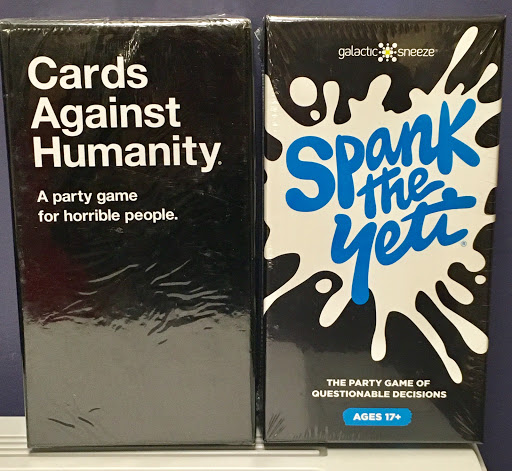 Cards
Against
Humanity.
A party game
for horrible people.
galactic sneeze™
Spank
the
Yeti®
THE PARTY GAME OF
QUESTIONABLE DECISIONS
AGES 17+